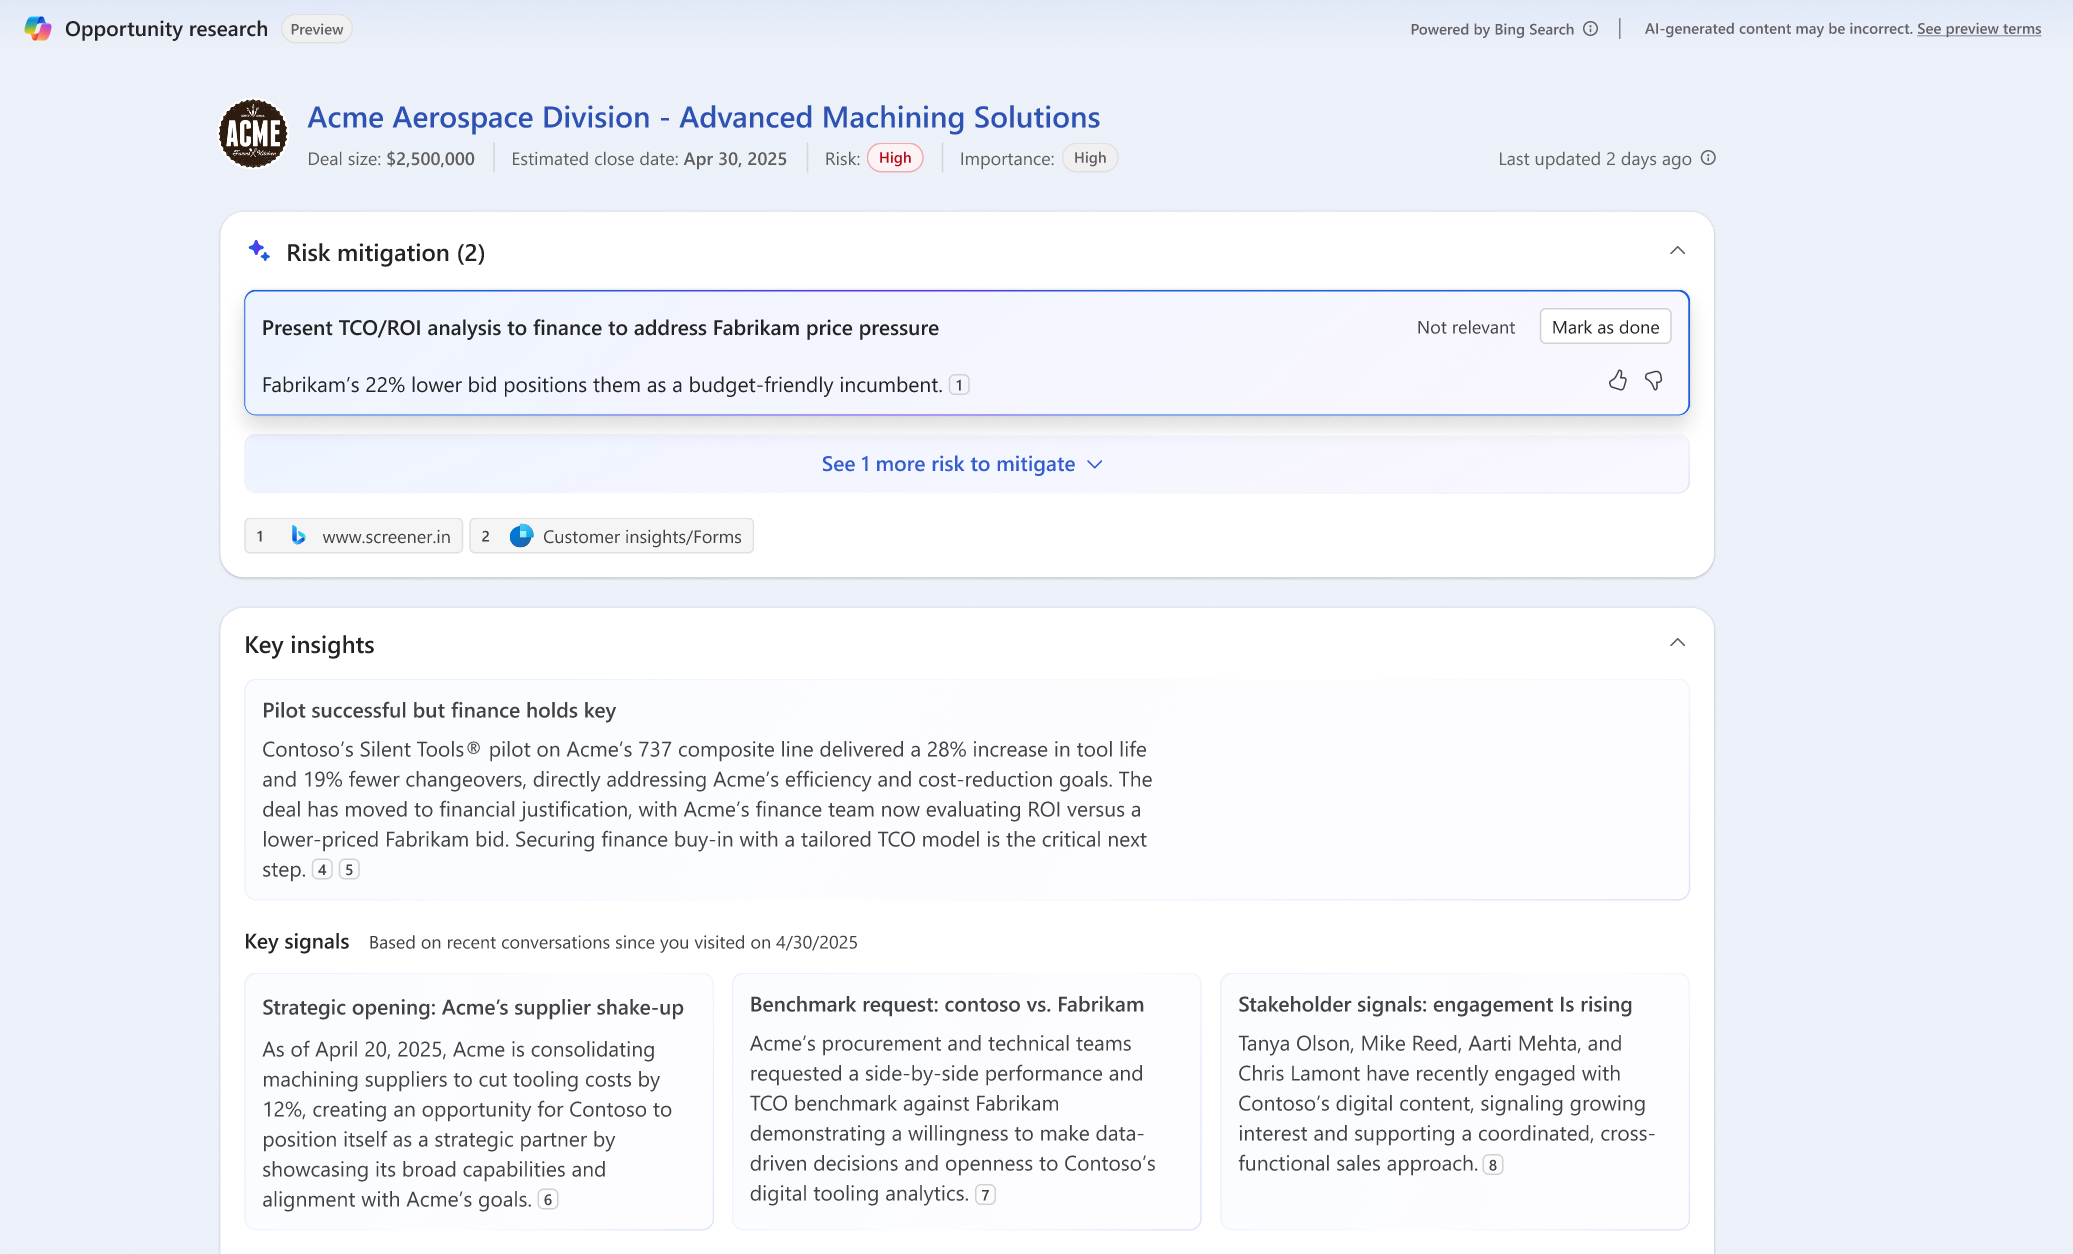 Opportunity research Preview
Powered by Bing Search | AI-generated content may be incorrect. See preview terms
ACME
Acme Aerospace Division - Advanced Machining Solutions
Deal size: $2,500,000 Estimated close date: Apr 30, 2025 Risk: High Importance: High
Last updated 2 days ago
Risk mitigation (2)
Present TCO/ROI analysis to finance to address Fabrikam price pressure
Not relevant Mark as done
Fabrikam’s 22% lower bid positions them as a budget-friendly incumbent. 1
See 1 more risk to mitigate
1 www.screener.in 2 Customer insights/Forms
Key insights
Pilot successful but finance holds key
Contoso’s Silent Tools® pilot on Acme’s 737 composite line delivered a 28% increase in tool life
and 19% fewer changeovers, directly addressing Acme’s efficiency and cost-reduction goals. The
deal has moved to financial justification, with Acme’s finance team now evaluating ROI versus a
lower-priced Fabrikam bid. Securing finance buy-in with a tailored TCO model is the critical next
step. 4 5
Key signals Based on recent conversations since you visited on 4/30/2025
Strategic opening: Acme’s supplier shake-up
As of April 20, 2025, Acme is consolidating
machining suppliers to cut tooling costs by
12%, creating an opportunity for Contoso to
position itself as a strategic partner by
showcasing its broad capabilities and
alignment with Acme’s goals. 6
Benchmark request: contoso vs. Fabrikam
Acme’s procurement and technical teams
requested a side-by-side performance and
TCO benchmark against Fabrikam
demonstrating a willingness to make data-
driven decisions and openness to Contoso’s
digital tooling analytics. 7
Stakeholder signals: engagement Is rising
Tanya Olson, Mike Reed, Aarti Mehta, and
Chris Lamont have recently engaged with
Contoso’s digital content, signaling growing
interest and supporting a coordinated, cross-
functional sales approach. 8